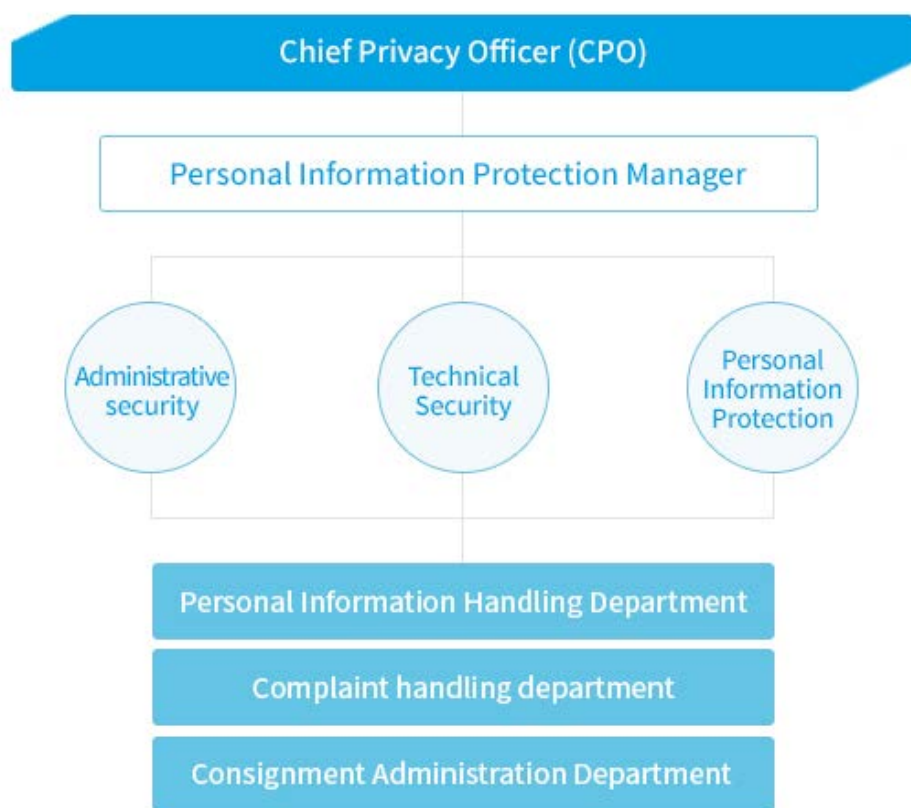 Chief Privacy Officer (CPO)
Personal Information Protection Manager
Administrative
security
Technical
Security
Personal
Information
Protection
Personal Information Handling Department
Complaint handling department
Consignment Administration Department